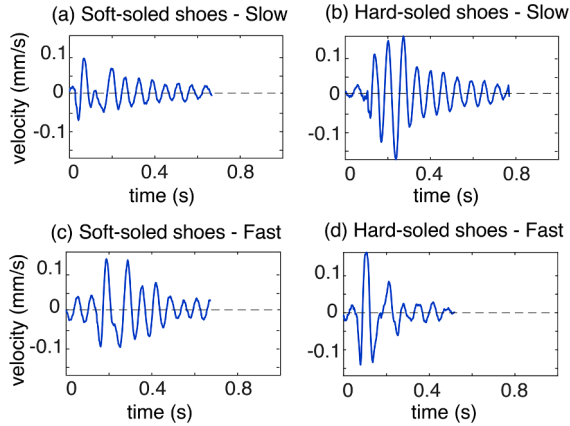 (a) Soft-soled shoes - Slow
(b) Hard-soled shoes - Slow
velocity (mm/s)
0.1
0
-0.1
0 0.4 0.8
time (s)
0.1
0
-0.1
0 0.4 0.8
time (s)
(c) Soft-soled shoes - Fast
(d) Hard-soled shoes - Fast
velocity (mm/s)
0.1
0
-0.1
0 0.4 0.8
time (s)
0.1
0
-0.1
0 0.4 0.8
time (s)